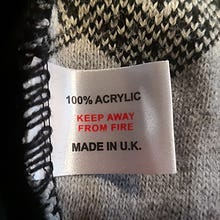 100% ACRYLIC
KEEP AWAY
FROM FIRE
MADE IN U.K.